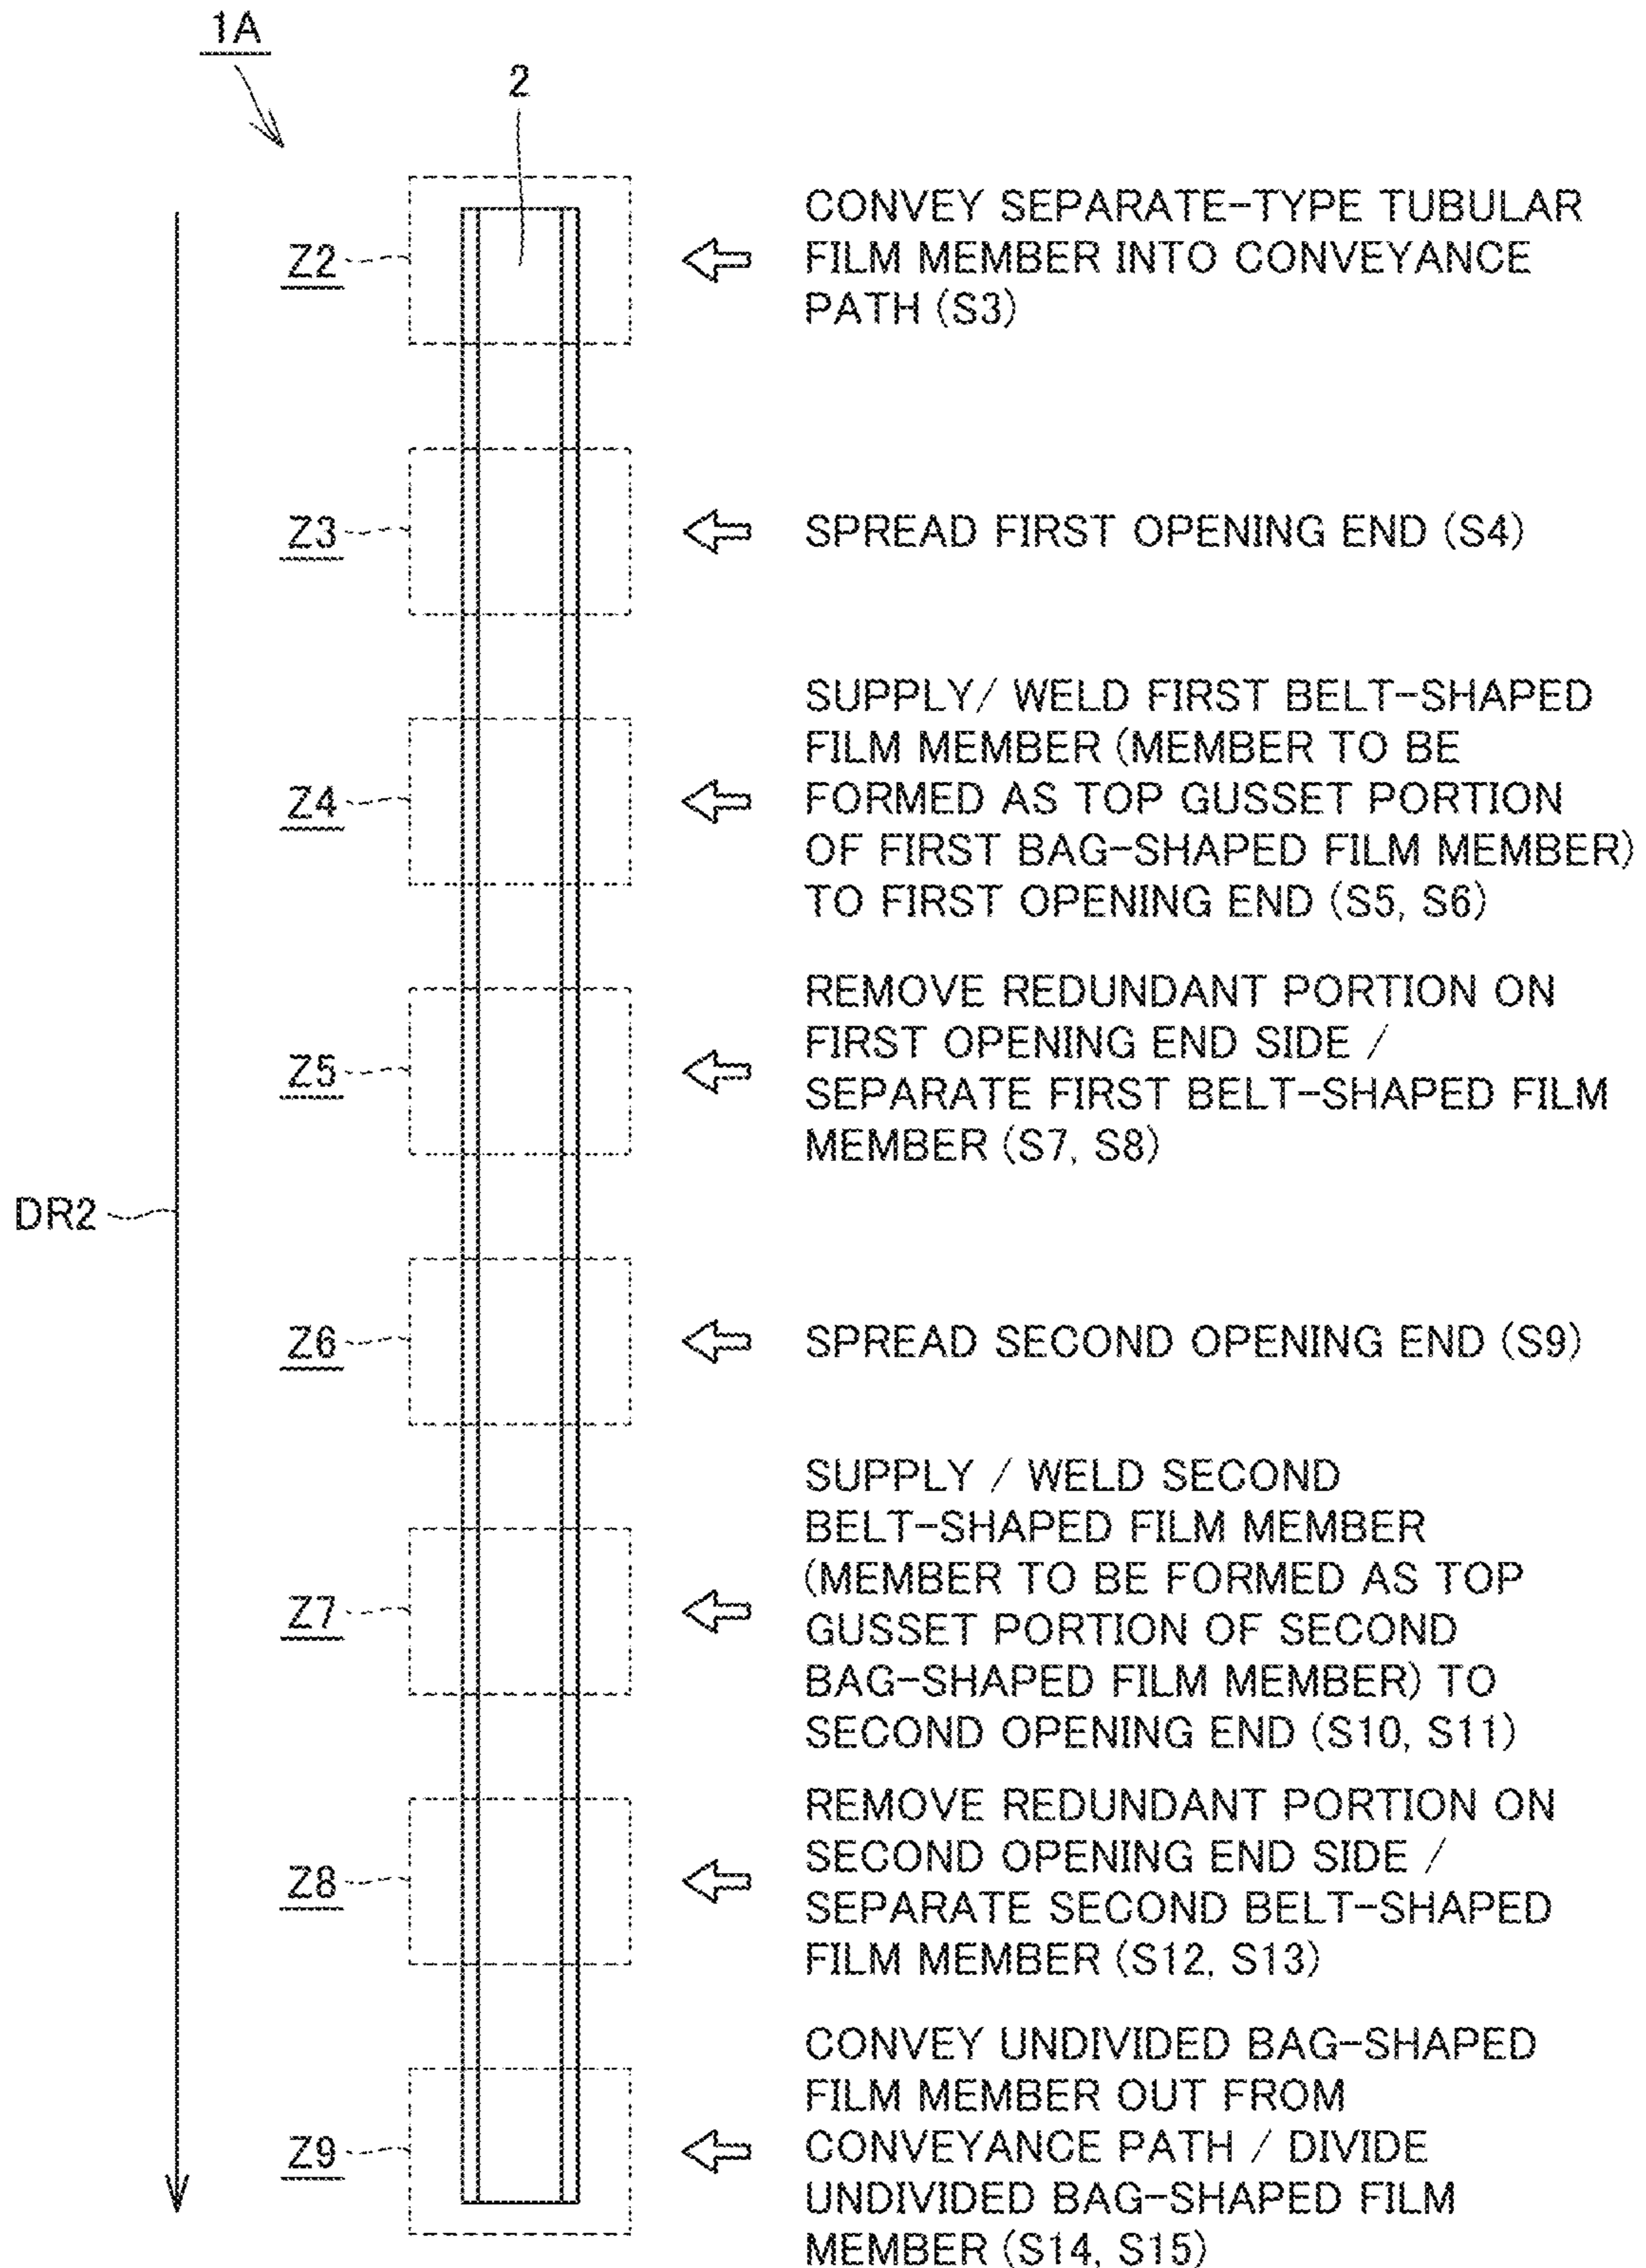 1A
2
Z2
CONVEY SEPARATE-TYPE TUBULAR
FILM MEMBER INTO CONVEYANCE
PATH (S3)
Z3
SPREAD FIRST OPENING END (S4)
Z4
SUPPLY/ WELD FIRST BELT-SHAPED
FILM MEMBER (MEMBER TO BE
FORMED AS TOP GUSSET PORTION
OF FIRST BAG-SHAPED FILM MEMBER)
TO FIRST OPENING END (S5, S6)
Z5
REMOVE REDUNDANT PORTION ON
FIRST OPENING END SIDE /
SEPARATE FIRST BELT-SHAPED FILM
MEMBER (S7, S8)
DR2
Z6
SPREAD SECOND OPENING END (S9)
Z7
SUPPLY / WELD SECOND
BELT-SHAPED FILM MEMBER
(MEMBER TO BE FORMED AS TOP
GUSSET PORTION OF SECOND
BAG-SHAPED FILM MEMBER) TO
SECOND OPENING END (S10, S11)
Z8
REMOVE REDUNDANT PORTION ON
SECOND OPENING END SIDE /
SEPARATE SECOND BELT-SHAPED
FILM MEMBER (S12, S13)
Z9
CONVEY UNDIVIDED BAG-SHAPED
FILM MEMBER OUT FROM
CONVEYANCE PATH / DIVIDE
UNDIVIDED BAG-SHAPED FILM
MEMBER (S14, S15)